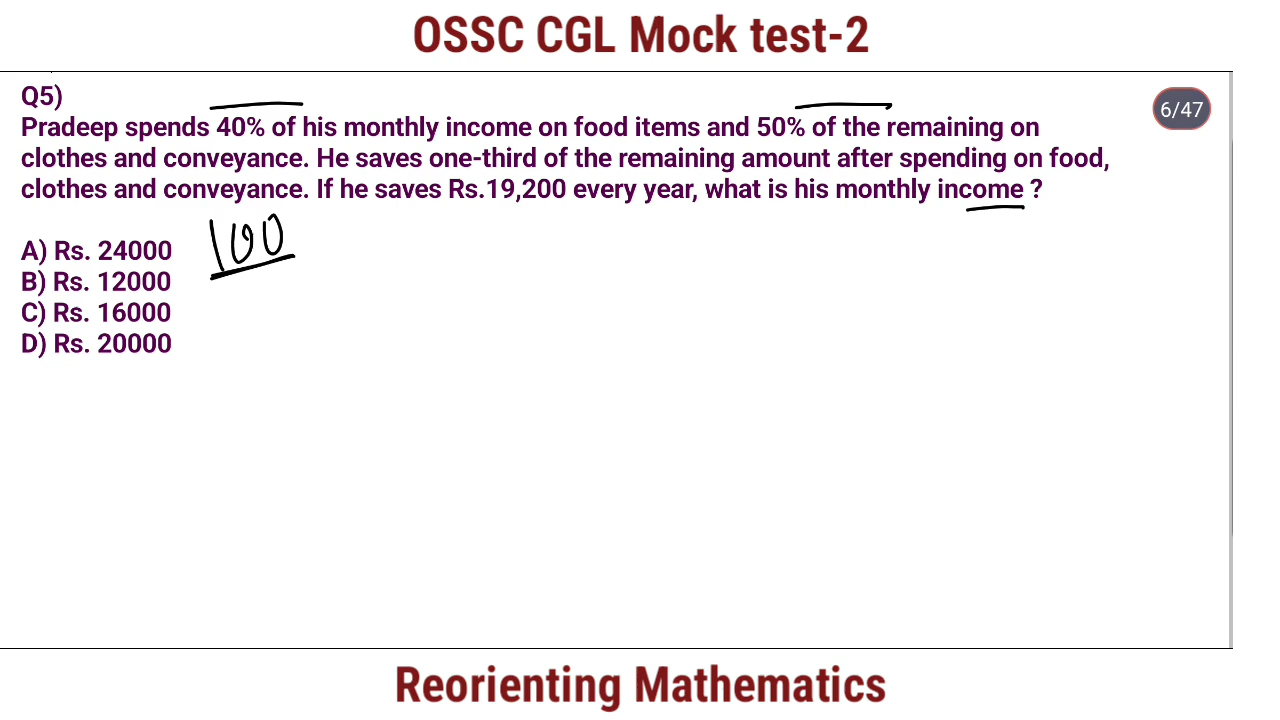 OSSC CGL Mock test-2
Q5)
6/47
Pradeep spends 40% of his monthly income on food items and 50% of the remaining on
clothes and conveyance. He saves one-third of the remaining amount after spending on food,
clothes and conveyance. If he saves Rs.19,200 every year, what is his monthly income ?
100
A) Rs. 24000
B) Rs. 12000
C) Rs. 16000
D) Rs. 20000
Reorienting Mathematics